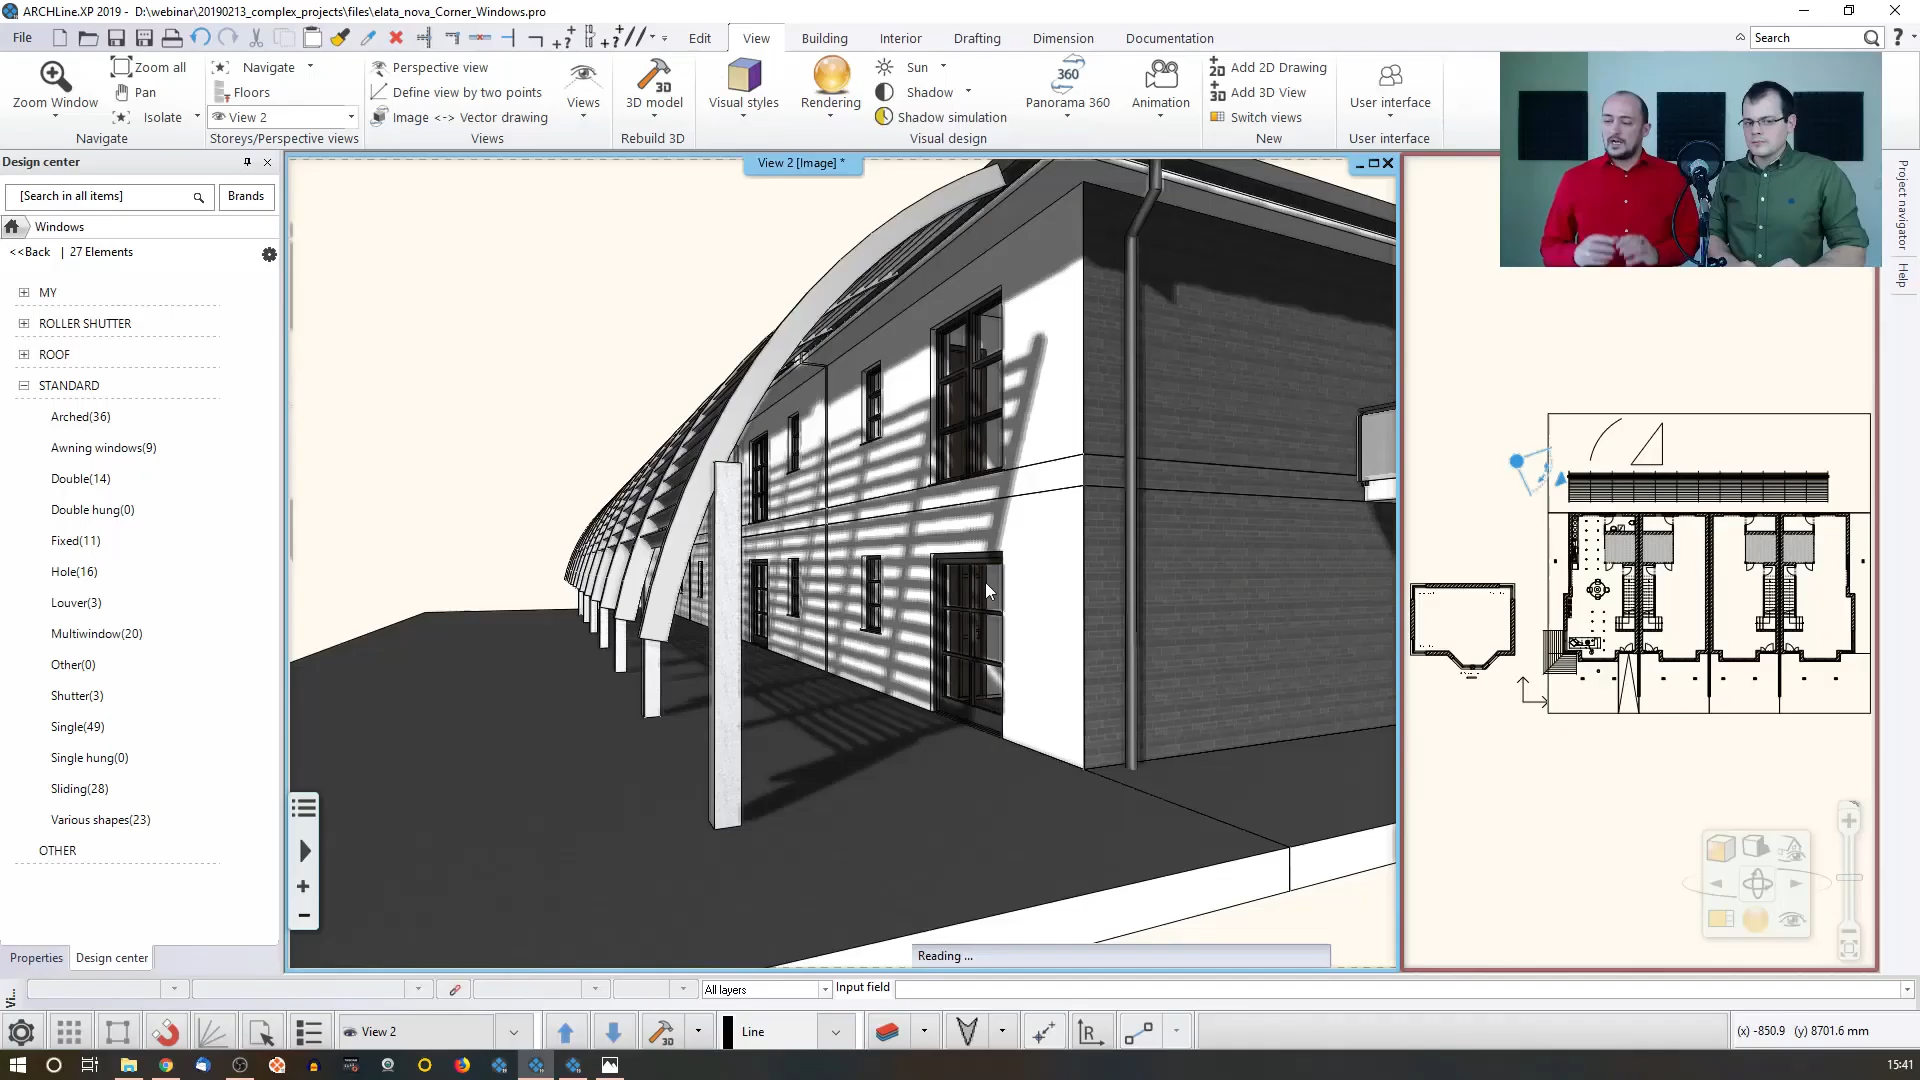 ARCHLine.XP 2019 - D:\webinar\20190213_complex_projects\files\elata_nova_Corner_Windows.pro
File Edit View Building Interior Drafting Dimension Documentation Search
Zoom Window
Zoom all
Pan
Isolate
Navigate
Navigate
Floors
View 2
Storeys/Perspective views
Perspective view
Define view by two points
Image <-> Vector drawing
Views
Views
3D model
Rebuild 3D
Visual styles
Rendering
Sun
Shadow
Shadow simulation
Panorama 360
Animation
Visual design
Add 2D Drawing
Add 3D View
Switch views
New
User interface
User interface
Design center
[Search in all items] Brands
Windows
<<Back | 27 Elements
MY
ROLLER SHUTTER
ROOF
STANDARD
Arched(36)
Awning windows(9)
Double(14)
Double hung(0)
Fixed(11)
Hole(16)
Louver(3)
Multiwindow(20)
Other(0)
Shutter(3)
Single(49)
Single hung(0)
Sliding(28)
Various shapes(23)
OTHER
Properties Design center
View 2 [Image] *
Reading ...
Project navigator
Help
Vi...
All layers Input field
View 2 Line (x) -850.9 (y) 8701.6 mm
15:41